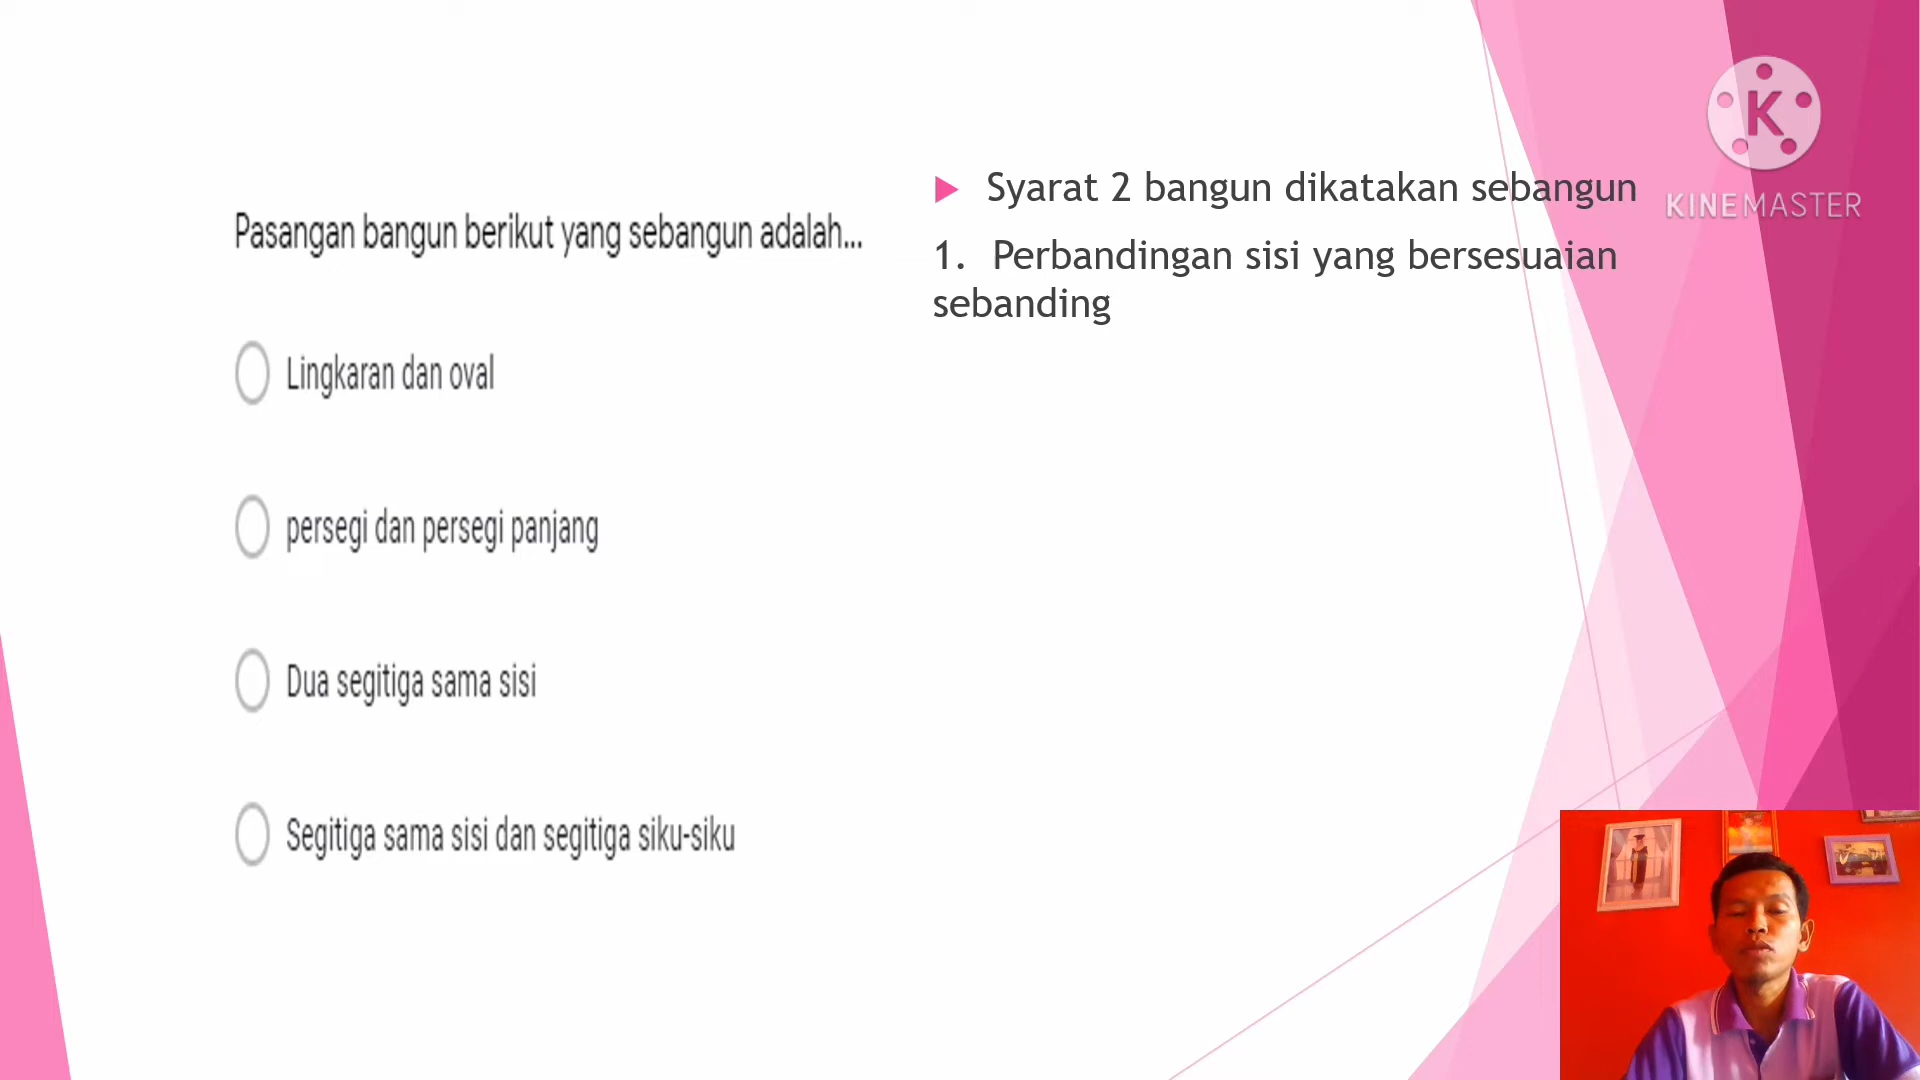 Pasangan bangun berikut yang sebangun adalah...
Lingkaran dan oval
persegi dan persegi panjang
Dua segitiga sama sisi
Segitiga sama sisi dan segitiga siku-siku
Syarat 2 bangun dikatakan sebangun
1. Perbandingan sisi yang bersesuaian
sebanding
K
KINEMASTER